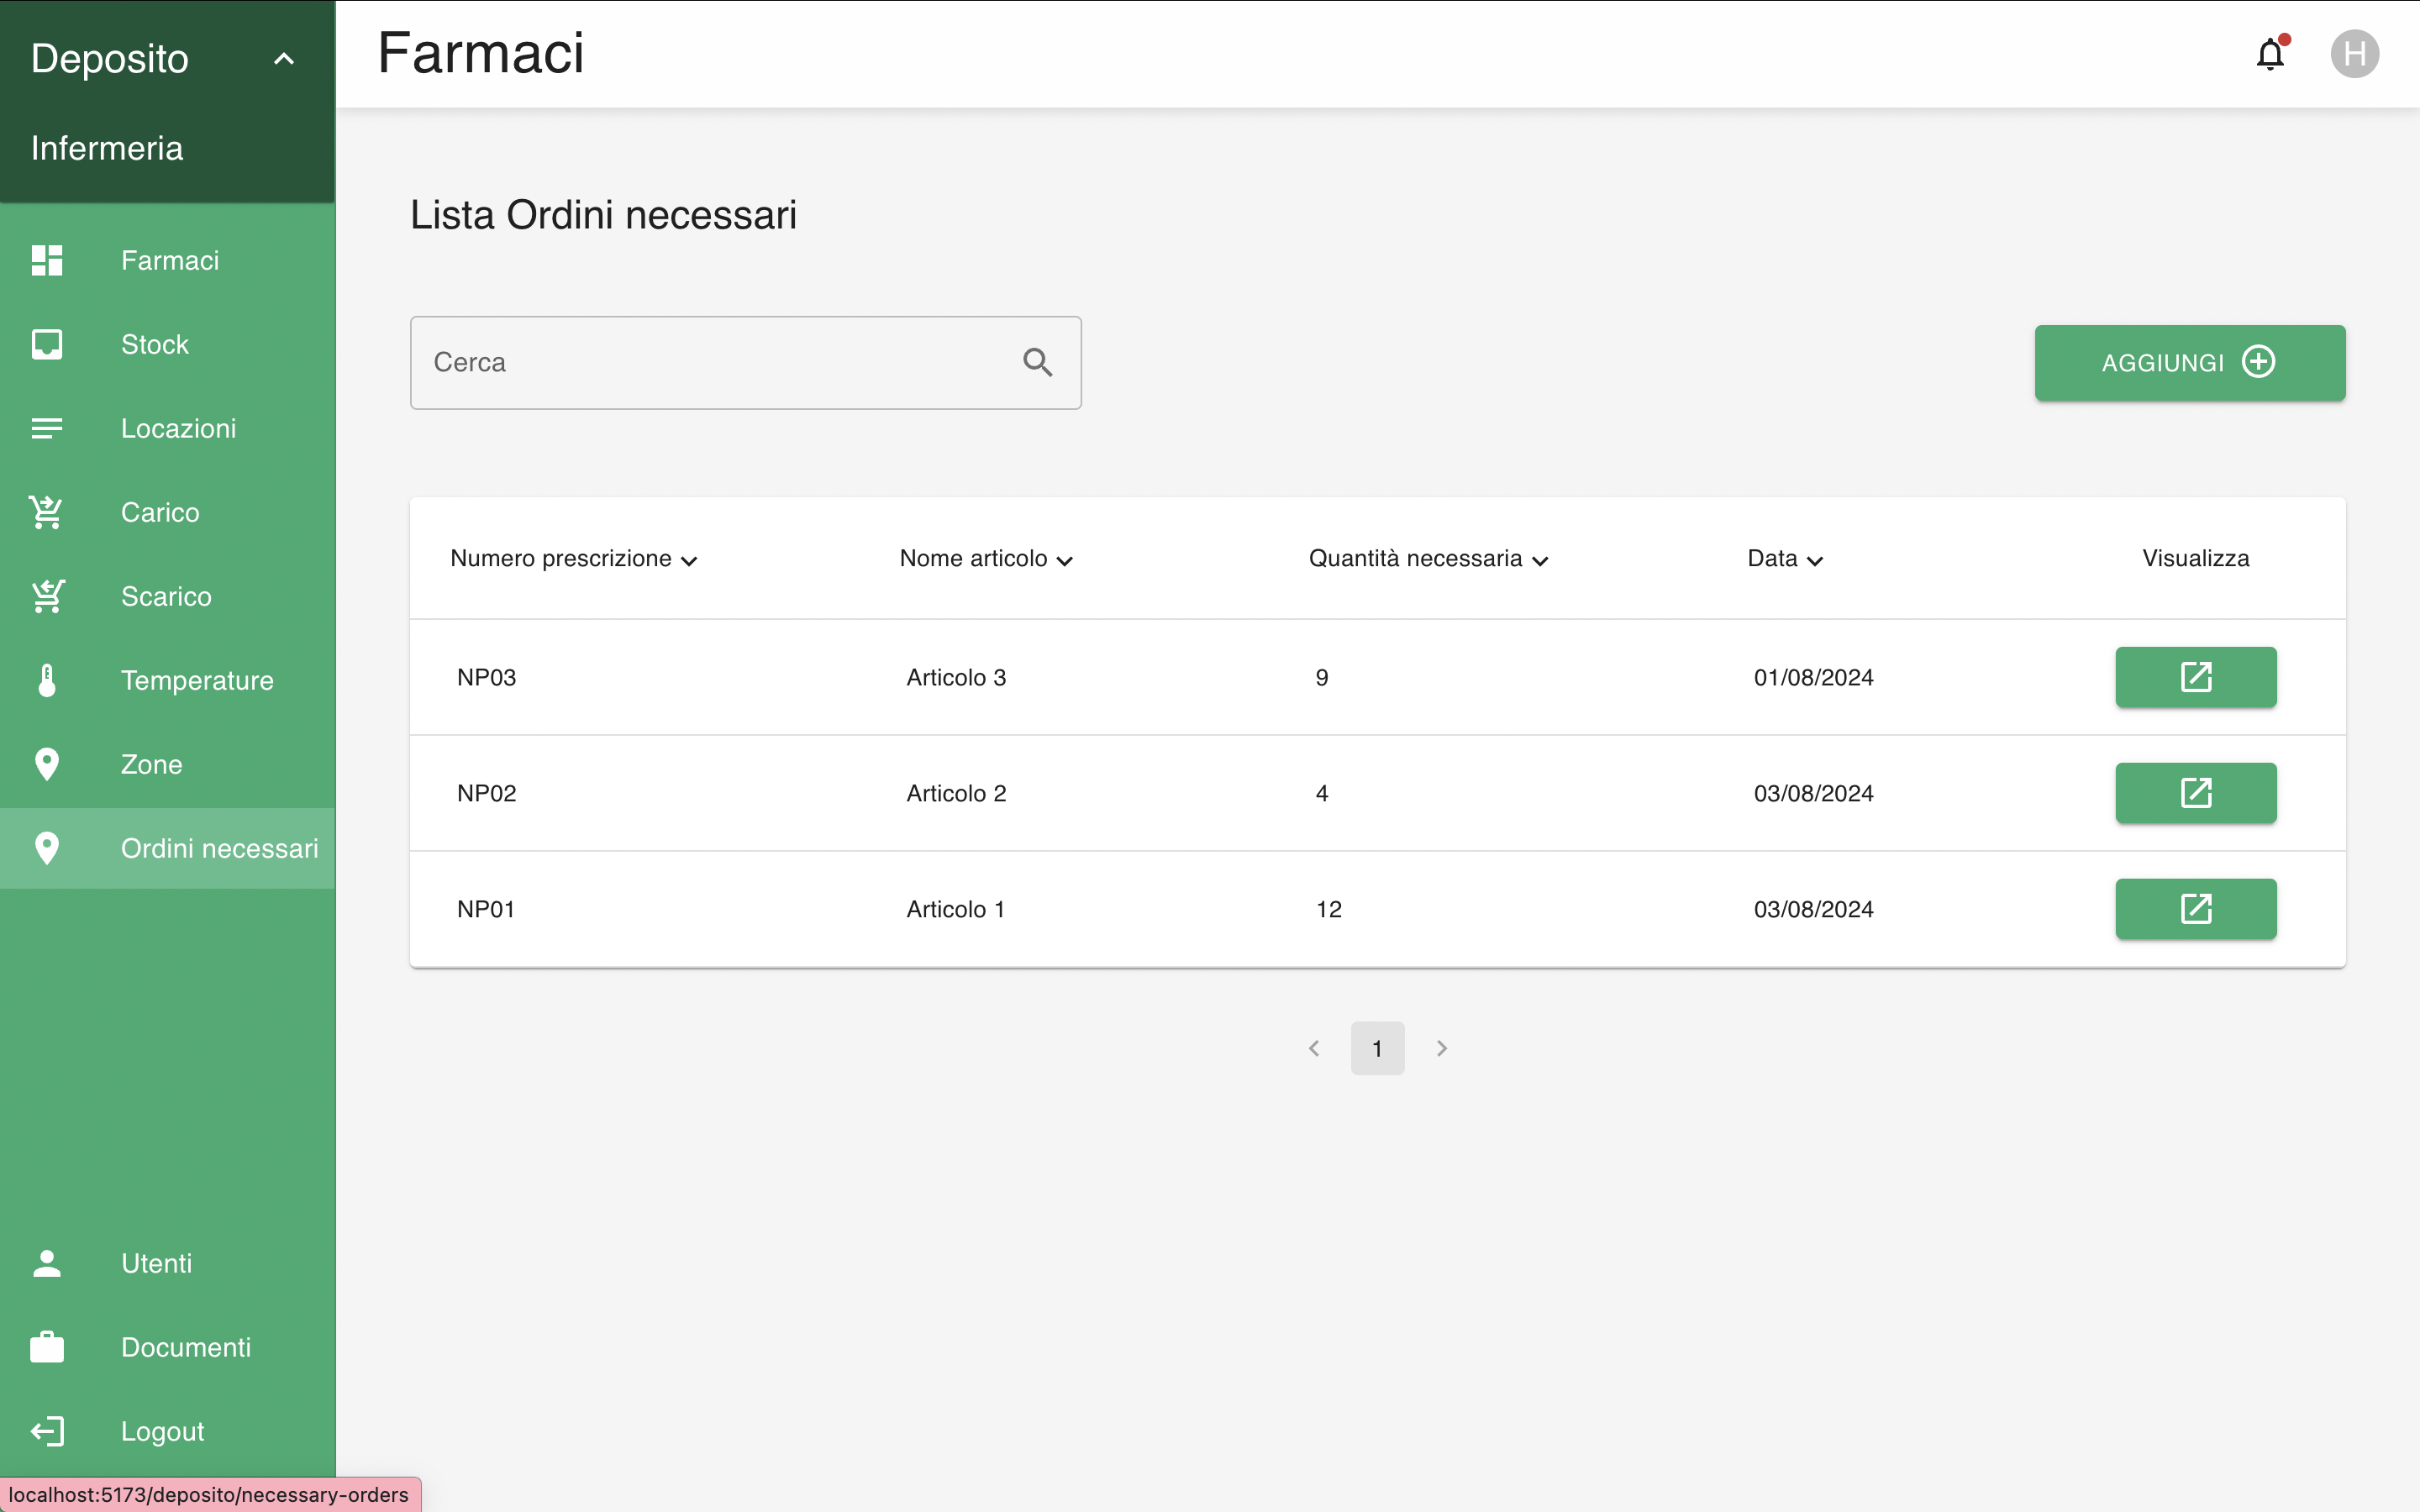 Deposito
Infermeria
Farmaci
Stock
Locazioni
Carico
Scarico
Temperature
Zone
Ordini necessari
Utenti
Documenti
Logout
localhost:5173/deposito/necessary-orders
Farmaci
H
Lista Ordini necessari
Cerca
AGGIUNGI
Numero prescrizione Nome articolo Quantità necessaria Data Visualizza
NP03 Articolo 3 9 01/08/2024
NP02 Articolo 2 4 03/08/2024
NP01 Articolo 1 12 03/08/2024
1